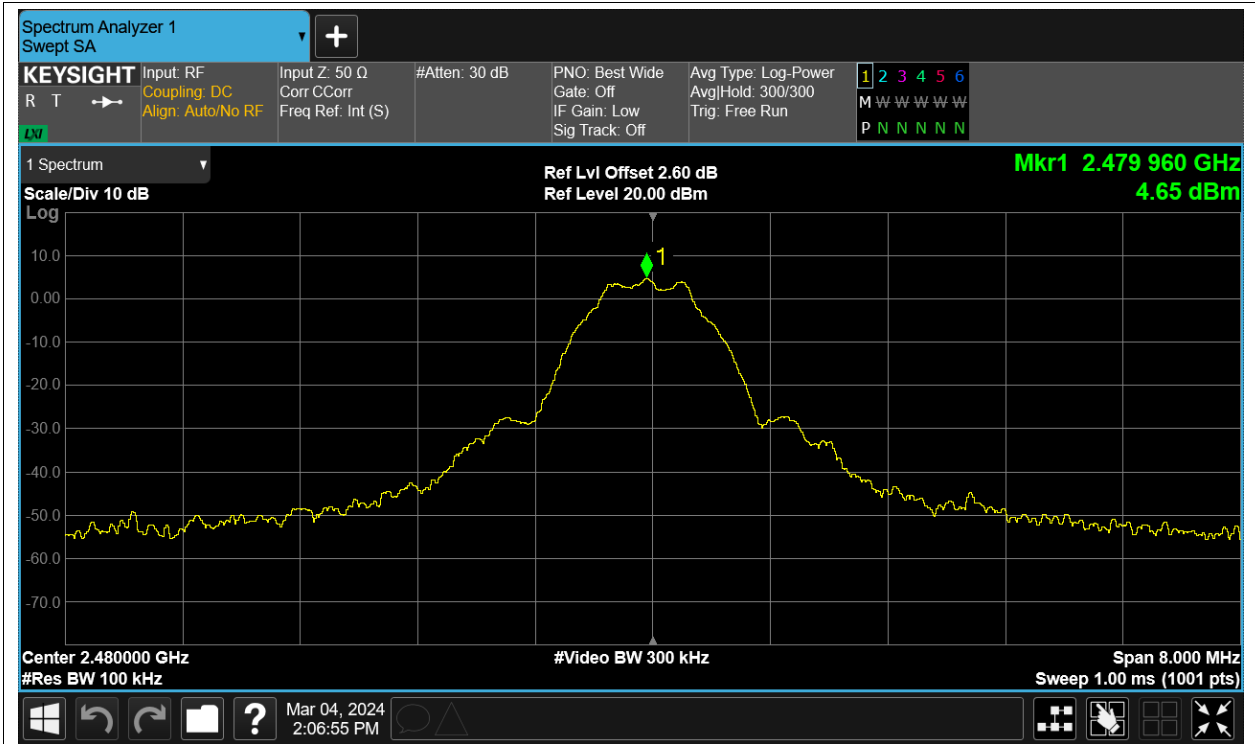 Spectrum Analyzer 1
Swept SA
KEYSIGHT
R T
LXI
Input: RF
Coupling: DC
Align: Auto/No RF
Input Z: 50 Ω
Corr CCorr
Freq Ref: Int (S)
#Atten: 30 dB
PNO: Best Wide
Gate: Off
IF Gain: Low
Sig Track: Off
Avg Type: Log-Power
Avg|Hold: 300/300
Trig: Free Run
1 2 3 4 5 6
M W W W W W
P N N N N N
1 Spectrum
Scale/Div 10 dB
Log
Ref Lvl Offset 2.60 dB
Ref Level 20.00 dBm
Mkr1 2.479 960 GHz
4.65 dBm
1
10.0
0.00
-10.0
-20.0
-30.0
-40.0
-50.0
-60.0
-70.0
Center 2.480000 GHz
#Res BW 100 kHz
#Video BW 300 kHz
Span 8.000 MHz
Sweep 1.00 ms (1001 pts)
?
Mar 04, 2024
2:06:55 PM